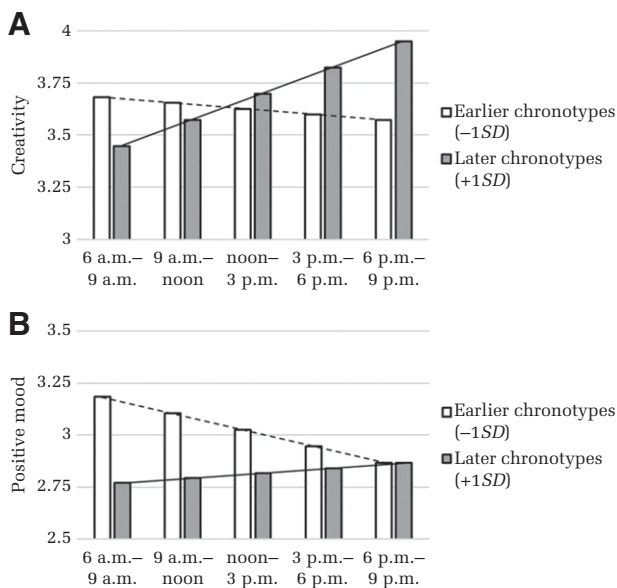 A
4
3.75
3.5
3.25
3
Creativity
6 a.m.– 9 a.m.– noon– 3 p.m.– 6 p.m.–
9 a.m. noon 3 p.m. 6 p.m. 9 p.m.
Earlier chronotypes
(−1SD)
Later chronotypes
(+1SD)
B
3.5
3.25
3
2.75
2.5
Positive mood
6 a.m.– 9 a.m.– noon– 3 p.m.– 6 p.m.–
9 a.m. noon 3 p.m. 6 p.m. 9 p.m.
Earlier chronotypes
(−1SD)
Later chronotypes
(+1SD)